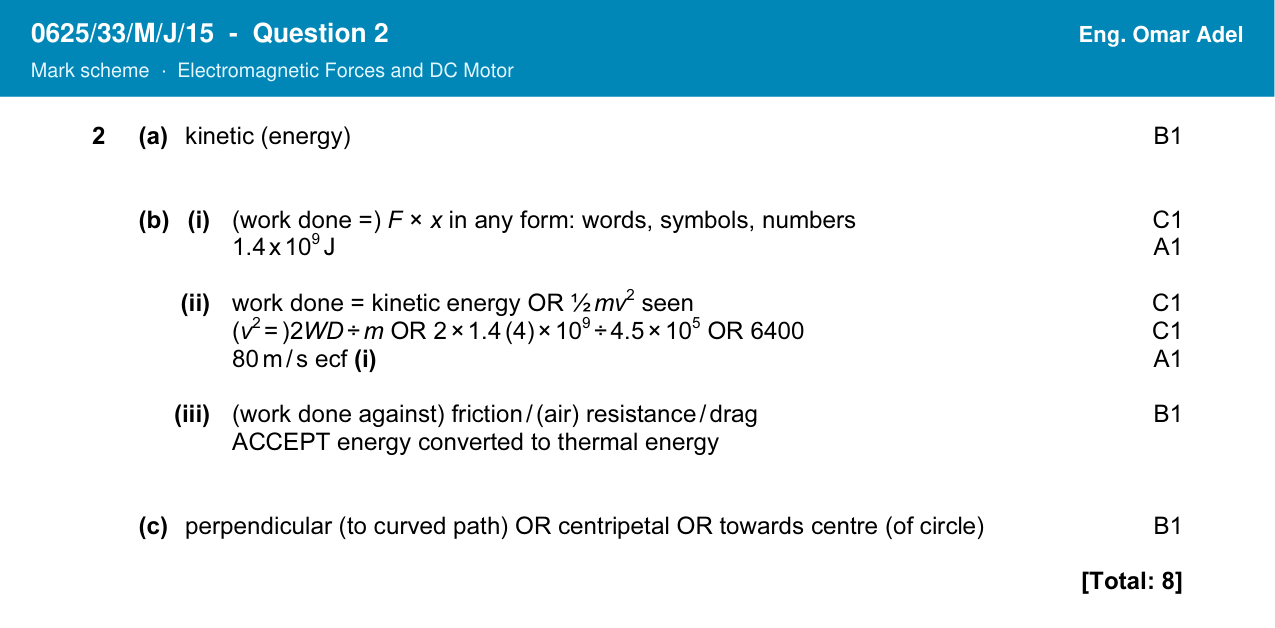 0625/33/M/J/15 - Question 2 Eng. Omar Adel
Mark scheme · Electromagnetic Forces and DC Motor
2 (a) kinetic (energy) B1
(b) (i) (work done =) F × x in any form: words, symbols, numbers C1
1.4 x 10⁹ J A1
(ii) work done = kinetic energy OR ½ mv² seen C1
(v² = )2WD ÷ m OR 2 × 1.4 (4) × 10⁹ ÷ 4.5 × 10⁵ OR 6400 C1
80 m / s ecf (i) A1
(iii) (work done against) friction / (air) resistance / drag B1
ACCEPT energy converted to thermal energy
(c) perpendicular (to curved path) OR centripetal OR towards centre (of circle) B1
[Total: 8]